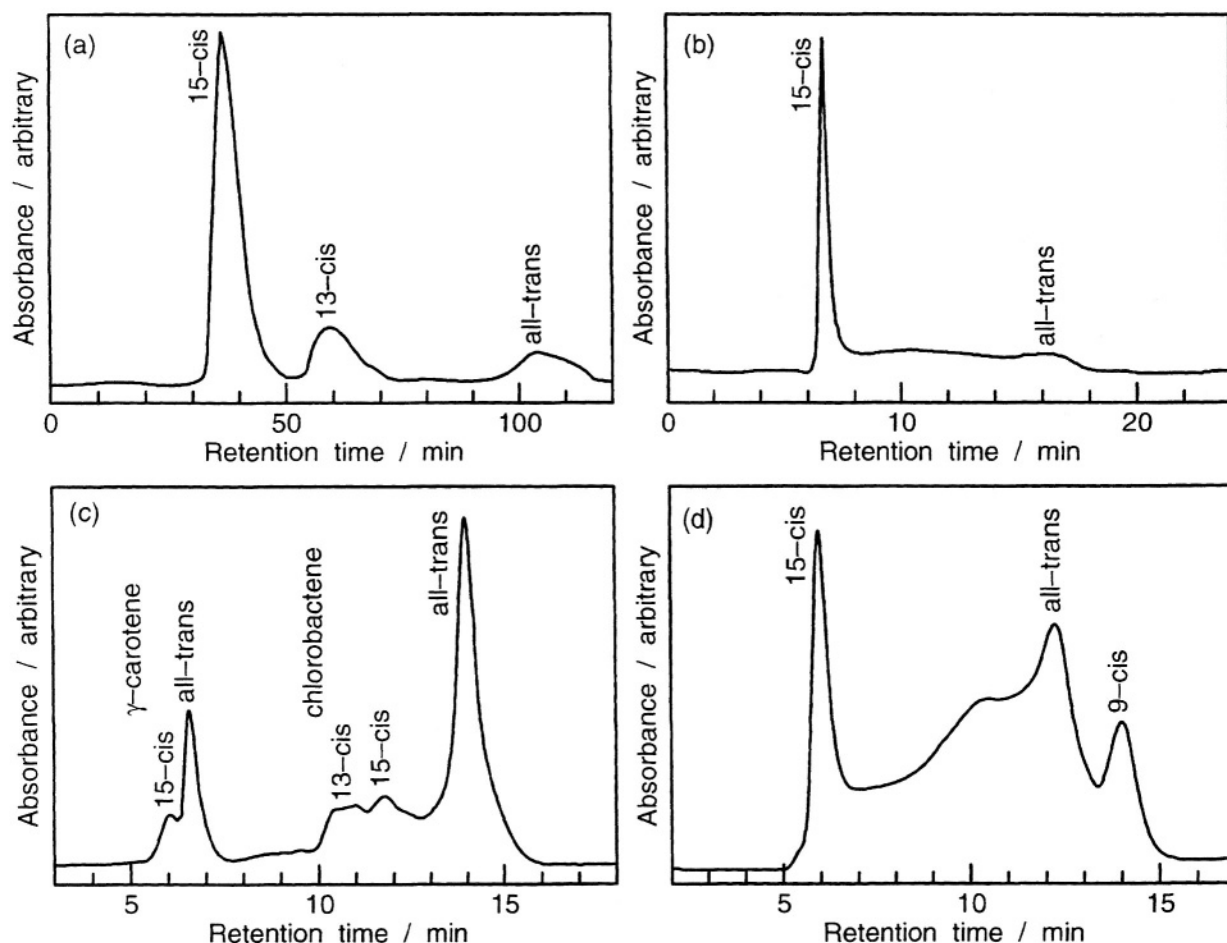 (a)
Absorbance / arbitrary
15-cis
13-cis
all-trans
0
50
100
Retention time / min
(b)
Absorbance / arbitrary
15-cis
all-trans
0
10
20
Retention time / min
(c)
Absorbance / arbitrary
γ-carotene
15-cis
all-trans
chlorobactene
13-cis
15-cis
all-trans
5
10
15
Retention time / min
(d)
Absorbance / arbitrary
15-cis
all-trans
9-cis
5
10
15
Retention time / min